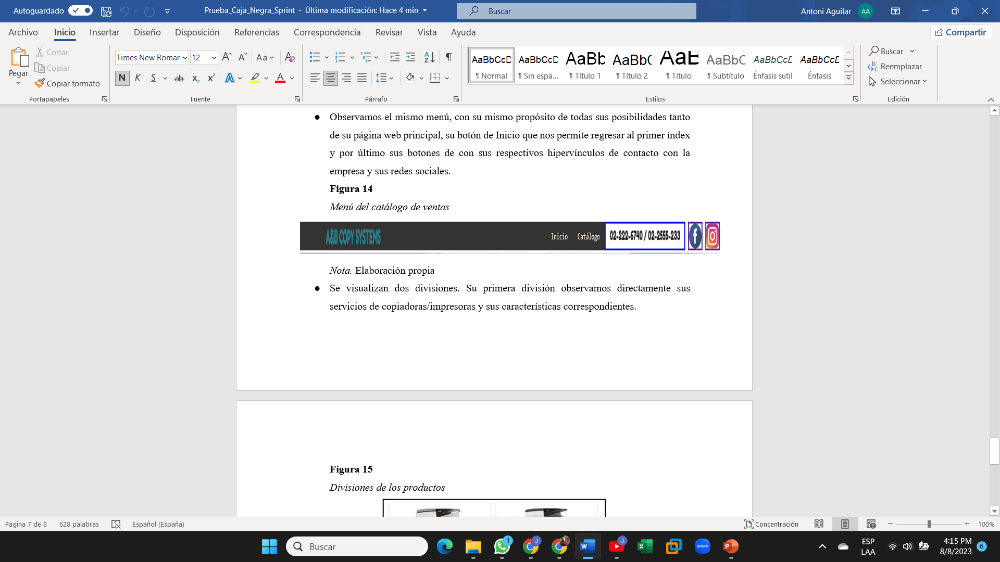 Autoguardado
Prueba_Caja_Negra_Sprint - Última modificación: Hace 4 min
Buscar
Antoni Aguilar
AA
Archivo Inicio Insertar Diseño Disposición Referencias Correspondencia Revisar Vista Ayuda
Compartir
Pegar
Cortar
Copiar
Copiar formato
Portapapeles
Times New Romar 12
Aa
N K S ab x2 x2 A A
Fuente
Párrafo
AaBbCcD AaBbCcD AaBb AaBbC AaB AaBbC AaBbCcD AaBbCcD
¶ Normal ¶ Sin espa... ¶ Título 1 ¶ Título 2 ¶ Título ¶ Subtítulo Énfasis sutil Énfasis
Estilos
Buscar
Reemplazar
Seleccionar
Edición
● Observamos el mismo menú, con su mismo propósito de todas sus posibilidades tanto
de su página web principal, su botón de Inicio que nos permite regresar al primer índex
y por último sus botones de con sus respectivos hipervínculos de contacto con la
empresa y sus redes sociales.
Figura 14
Menú del catálogo de ventas
A&B COPY SYSTEMS Inicio Catálogo 02-222-6740 / 02-2555-233
Nota. Elaboración propia
● Se visualizan dos divisiones. Su primera división observamos directamente sus
servicios de copiadoras/impresoras y sus características correspondientes.
Figura 15
Divisiones de los productos
Página 7 de 8 620 palabras Español (España) Concentración 100%
Buscar
1
J
J
zoom
ESP
LAA
4:15 PM
8/8/2023
6